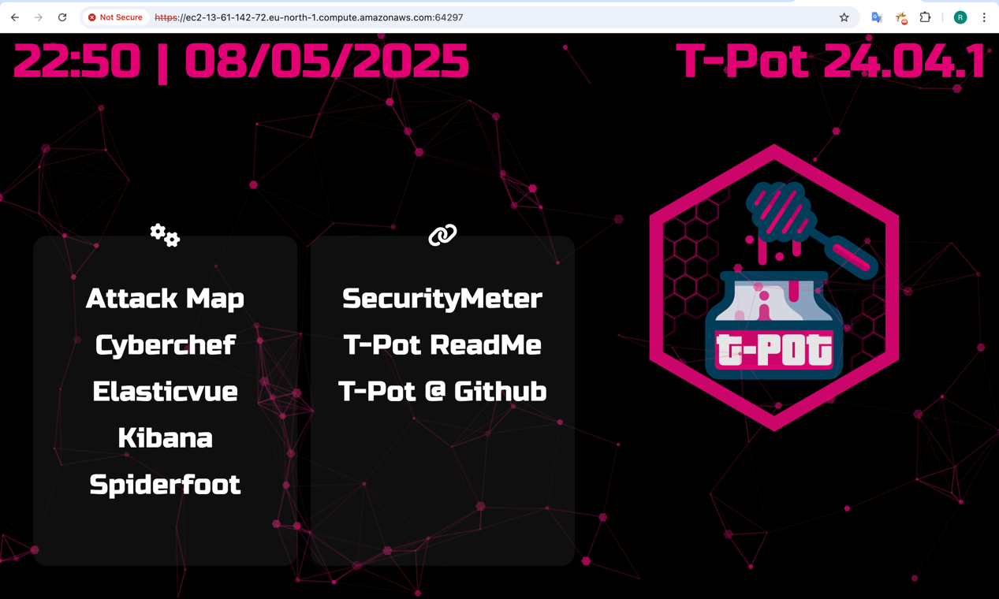 Not Secure https://ec2-13-61-142-72.eu-north-1.compute.amazonaws.com:64297 R
22:50 | 08/05/2025
T-Pot 24.04.1
Attack Map
Cyberchef
Elasticvue
Kibana
Spiderfoot
SecurityMeter
T-Pot ReadMe
T-Pot @ Github
t-POt